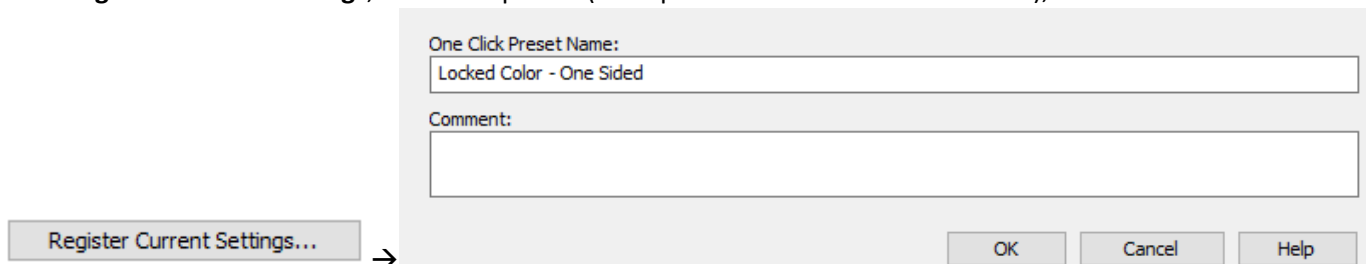 One Click Preset Name:
Locked Color - One Sided
Comment:
Register Current Settings... →
OK Cancel Help